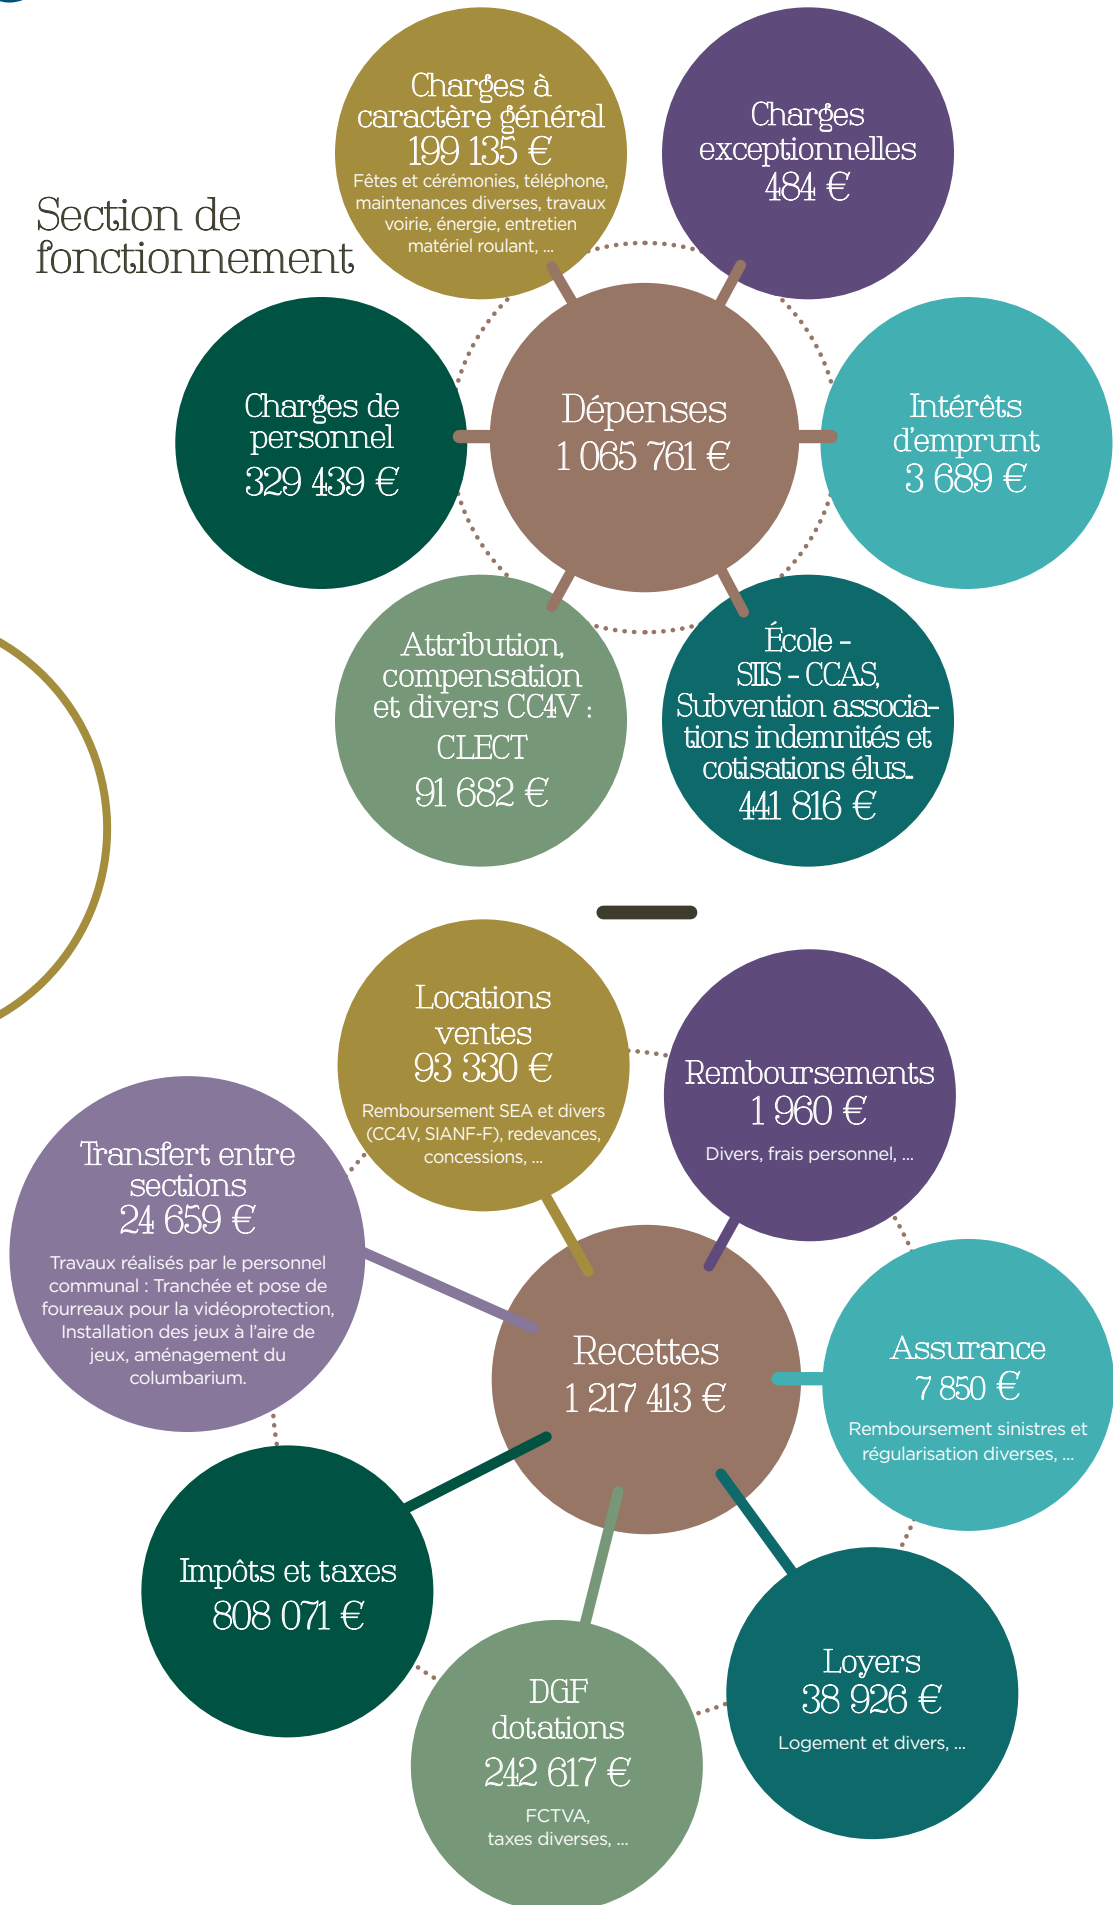 Section de
fonctionnement
Charges à
caractère général
199 135 €
Fêtes et cérémonies, téléphone,
maintenances diverses, travaux
voirie, énergie, entretien
matériel roulant, ...
Charges
exceptionnelles
484 €
Charges de
personnel
329 439 €
Dépenses
1 065 761 €
Intérêts
d'emprunt
3 689 €
Attribution,
compensation
et divers CC4V :
CLECT
91 682 €
École -
SIIS - CCAS,
Subvention associa-
tions indemnités et
cotisations élus...
441 816 €
Locations
ventes
93 330 €
Remboursement SEA et divers
(CC4V, SIANF-F), redevances,
concessions, ...
Remboursements
1 960 €
Divers, frais personnel, ...
Transfert entre
sections
24 659 €
Travaux réalisés par le personnel
communal : Tranchée et pose de
fourreaux pour la vidéoprotection,
Installation des jeux à l'aire de
jeux, aménagement du
columbarium.
Recettes
1 217 413 €
Assurance
7 850 €
Remboursement sinistres et
régularisation diverses, ...
Impôts et taxes
808 071 €
DGF
dotations
242 617 €
FCTVA,
taxes diverses, ...
Loyers
38 926 €
Logement et divers, ...